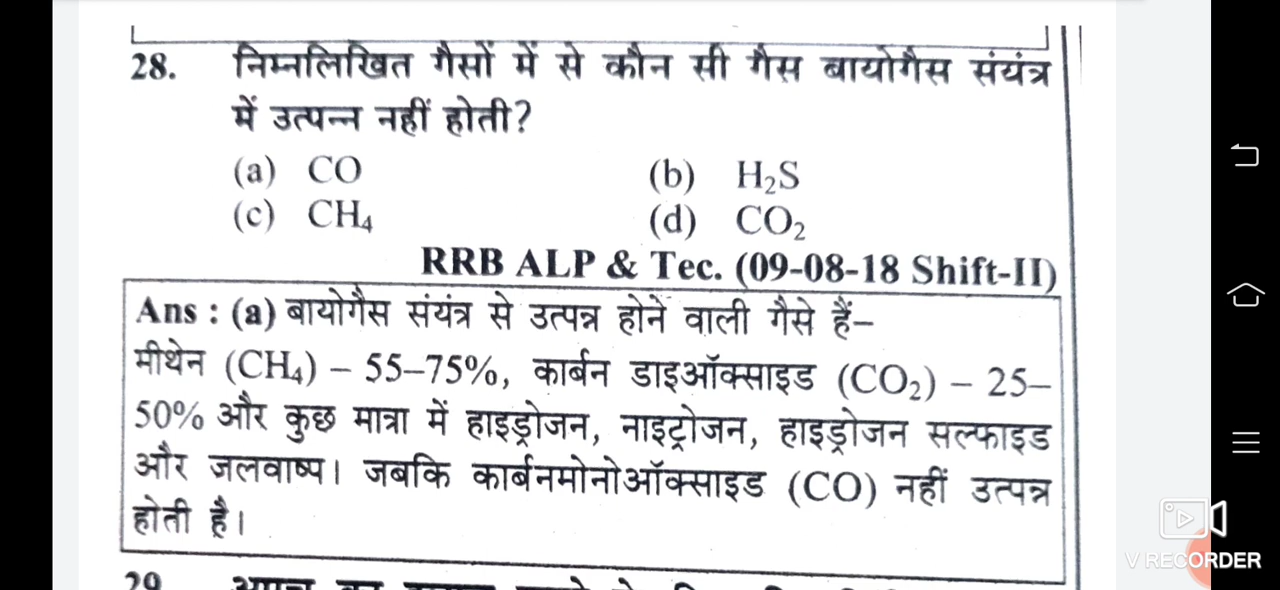 28. निम्नलिखित गैसों में से कौन सी गैस बायोगैस संयंत्र
में उत्पन्न नहीं होती?
(a) CO (b) H₂S
(c) CH₄ (d) CO₂
RRB ALP & Tec. (09-08-18 Shift-II)
Ans : (a) बायोगैस संयंत्र से उत्पन्न होने वाली गैसे हैं–
मीथेन (CH₄) – 55–75%, कार्बन डाइऑक्साइड (CO₂) – 25–
50% और कुछ मात्रा में हाइड्रोजन, नाइट्रोजन, हाइड्रोजन सल्फाइड
और जलवाष्प। जबकि कार्बनमोनोऑक्साइड (CO) नहीं उत्पन्न
होती है।
29
V RECORDER